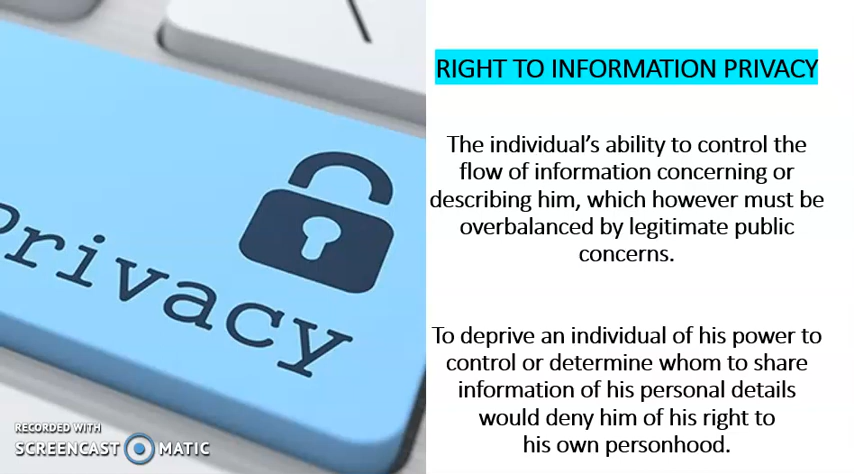 Privacy
RECORDED WITH
SCREENCAST MATIC
RIGHT TO INFORMATION PRIVACY
The individual’s ability to control the
flow of information concerning or
describing him, which however must be
overbalanced by legitimate public
concerns.
To deprive an individual of his power to
control or determine whom to share
information of his personal details
would deny him of his right to
his own personhood.